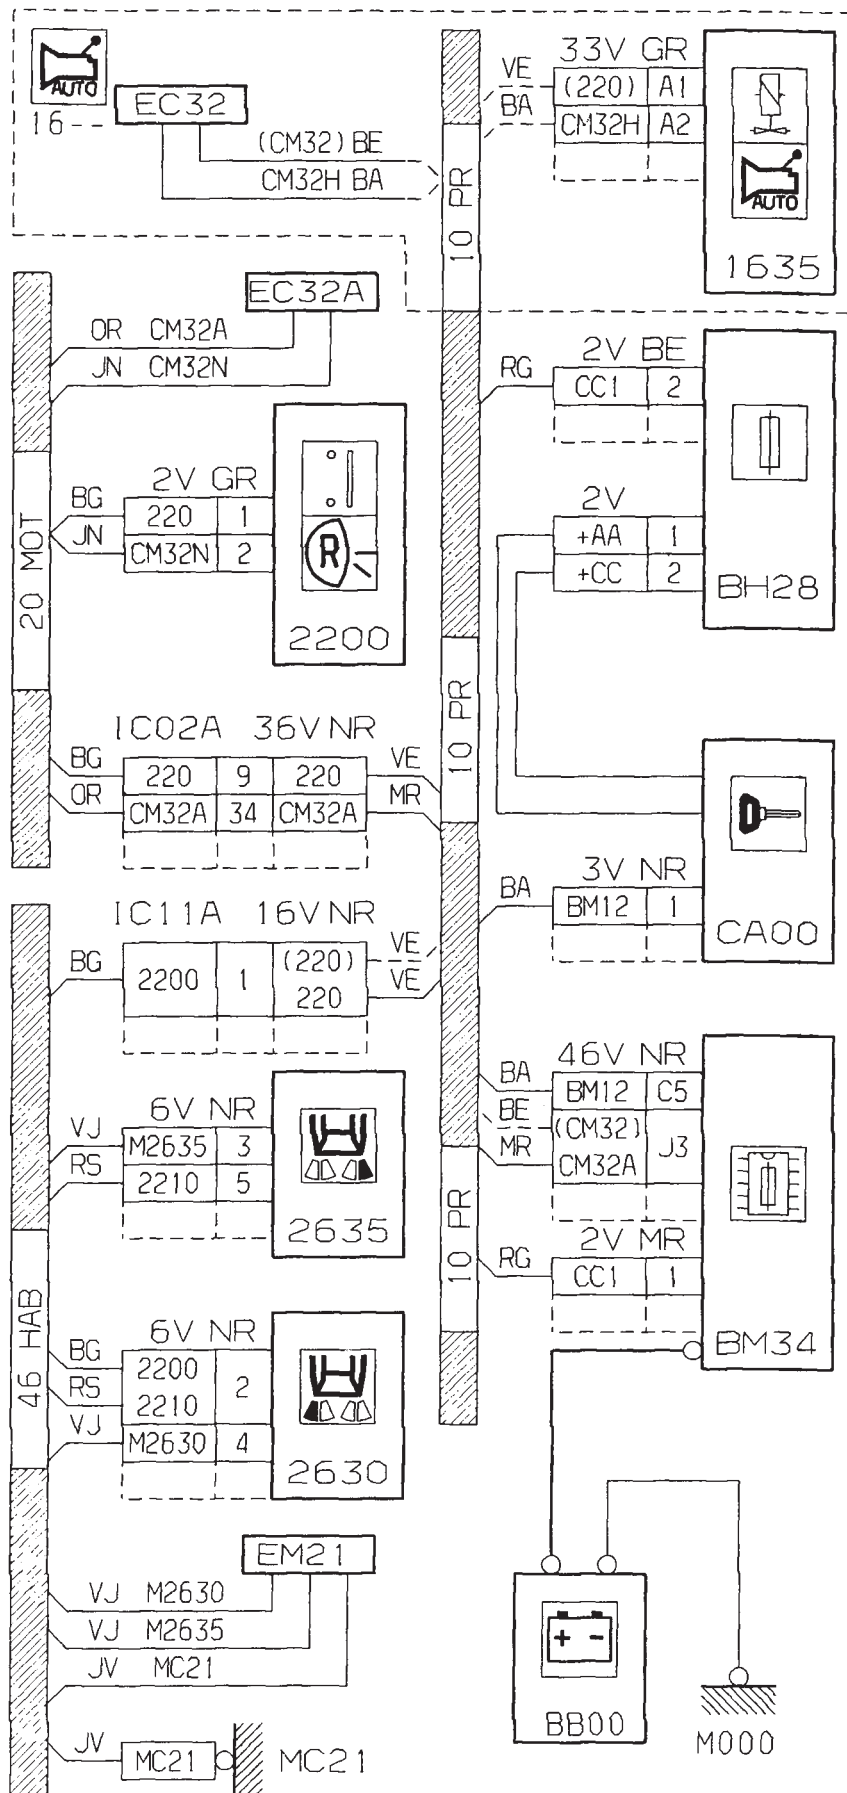 AUTO
16--
EC32
(CM32) BE
CM32H BA
10 PR
VE
BA
33V GR
(220) A1
CM32H A2
AUTO
1635
EC32A
OR CM32A
JN CM32N
20 MOT
BG
JN
2V GR
220 1
CM32N 2
R
2200
RG
2V BE
CC1 2
2V
+AA 1
+CC 2
BH28
10 PR
IC02A 36V NR
BG
OR
220 9 220
CM32A 34 CM32A
VE
MR
CA00
3V NR
BA
BM12 1
IC11A 16V NR
BG
2200 1 (220)
220
VE
VE
46V NR
BA
BE
MR
BM12 C5
(CM32)
CM32A J3
2V MR
RG
CC1 1
BM34
10 PR
6V NR
VJ
RS
M2635 3
2210 5
2635
46 HAB
6V NR
BG
RS
VJ
2200
2210 2
M2630 4
2630
EM21
VJ M2630
VJ M2635
JV MC21
JV
MC21
MC21
+ -
BB00
M000